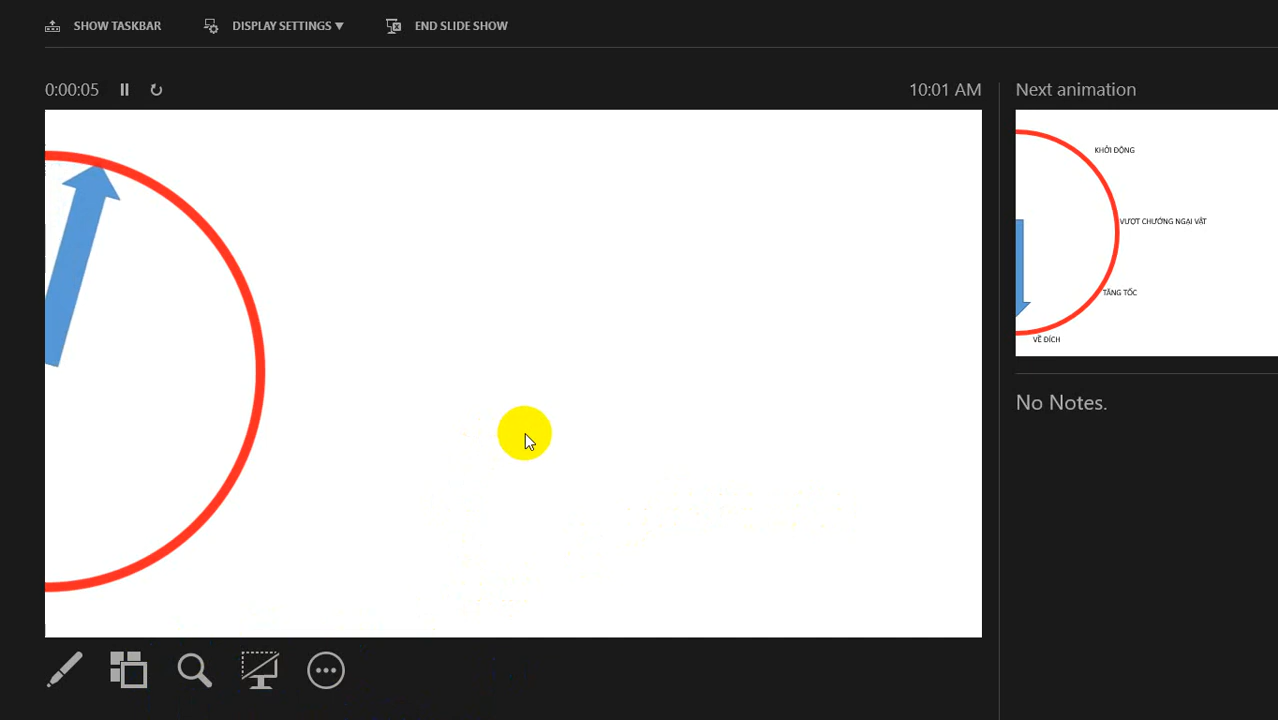 SHOW TASKBAR
DISPLAY SETTINGS ▼
END SLIDE SHOW
0:00:05
10:01 AM
Next animation
KHỞI ĐỘNG
VƯỢT CHƯỚNG NGẠI VẬT
TĂNG TỐC
VỀ ĐÍCH
No Notes.